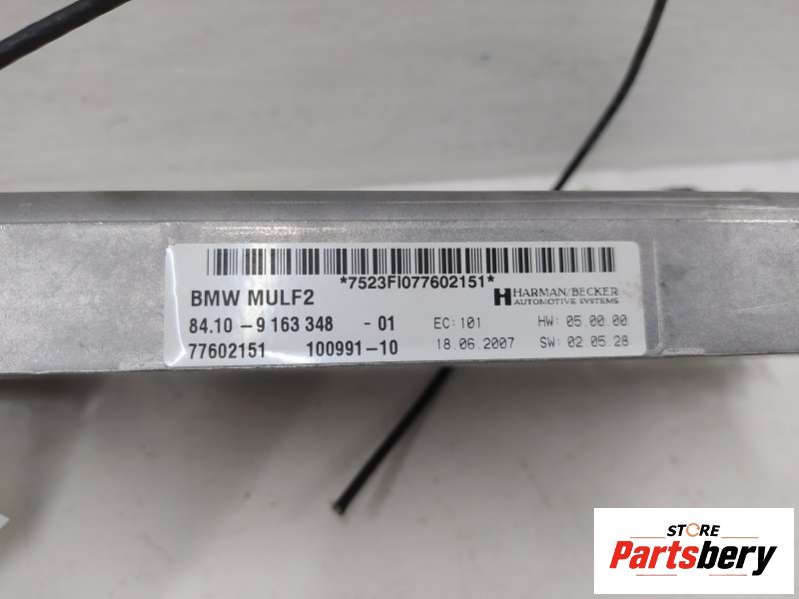 *7523FI077602151*
BMW MULF2
HARMAN/BECKER
AUTOMOTIVE SYSTEMS
84.10 - 9 163 348 - 01 EC: 101 HW: 05.00.00
77602151 100991-10 18.06.2007 SW: 02.05.28
STORE
Partsbery